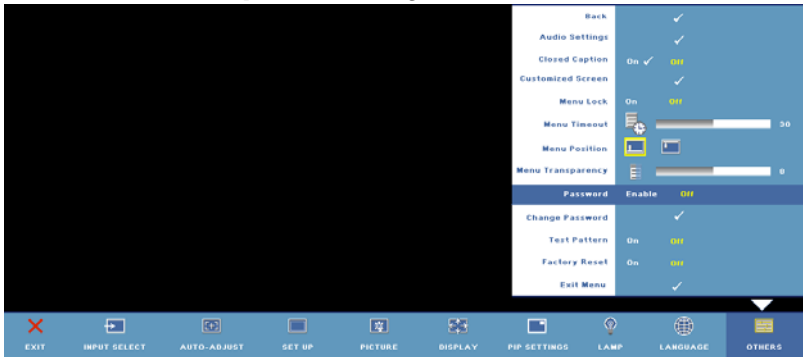 Back
Audio Settings
Closed Caption On Off
Customized Screen
Menu Lock On Off
Menu Timeout 30
Menu Position
Menu Transparency 0
Password Enable Off
Change Password
Test Pattern On Off
Factory Reset On Off
Exit Menu
EXIT INPUT SELECT AUTO-ADJUST SET UP PICTURE DISPLAY PIP SETTINGS LAMP LANGUAGE OTHERS